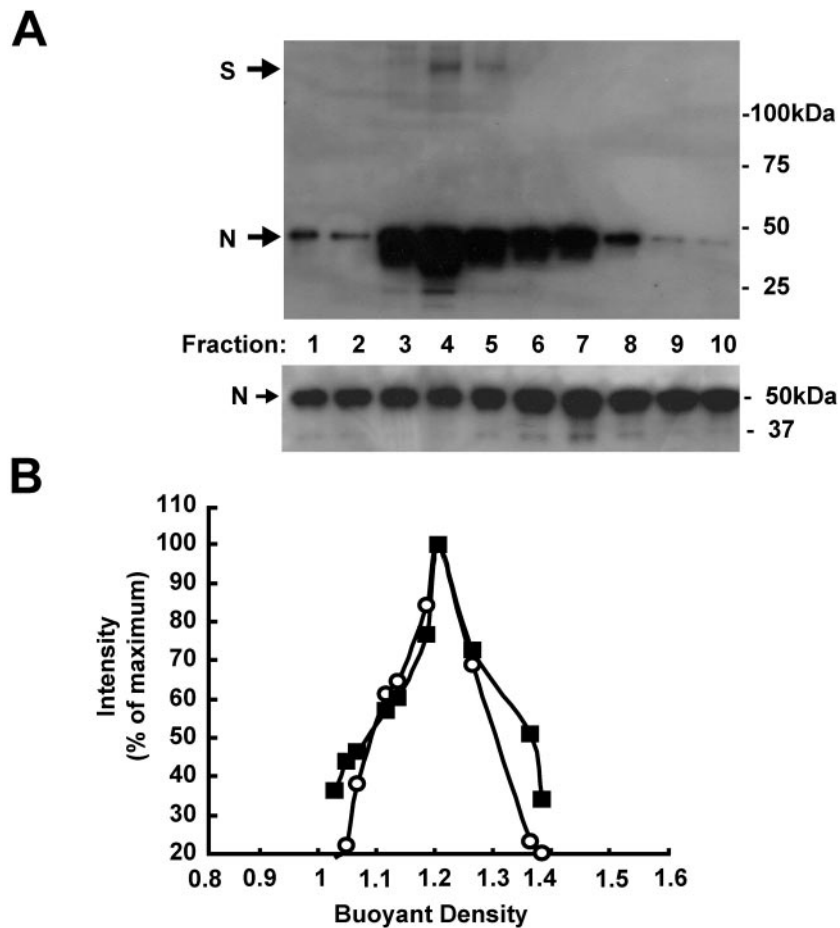 A
S
-100kDa
- 75
N
- 50
- 25
Fraction: 1 2 3 4 5 6 7 8 9 10
N
- 50kDa
- 37
B
110
100
90
80
70
60
50
40
30
20
Intensity
(% of maximum)
0.8 0.9 1 1.1 1.2 1.3 1.4 1.5 1.6
Buoyant Density